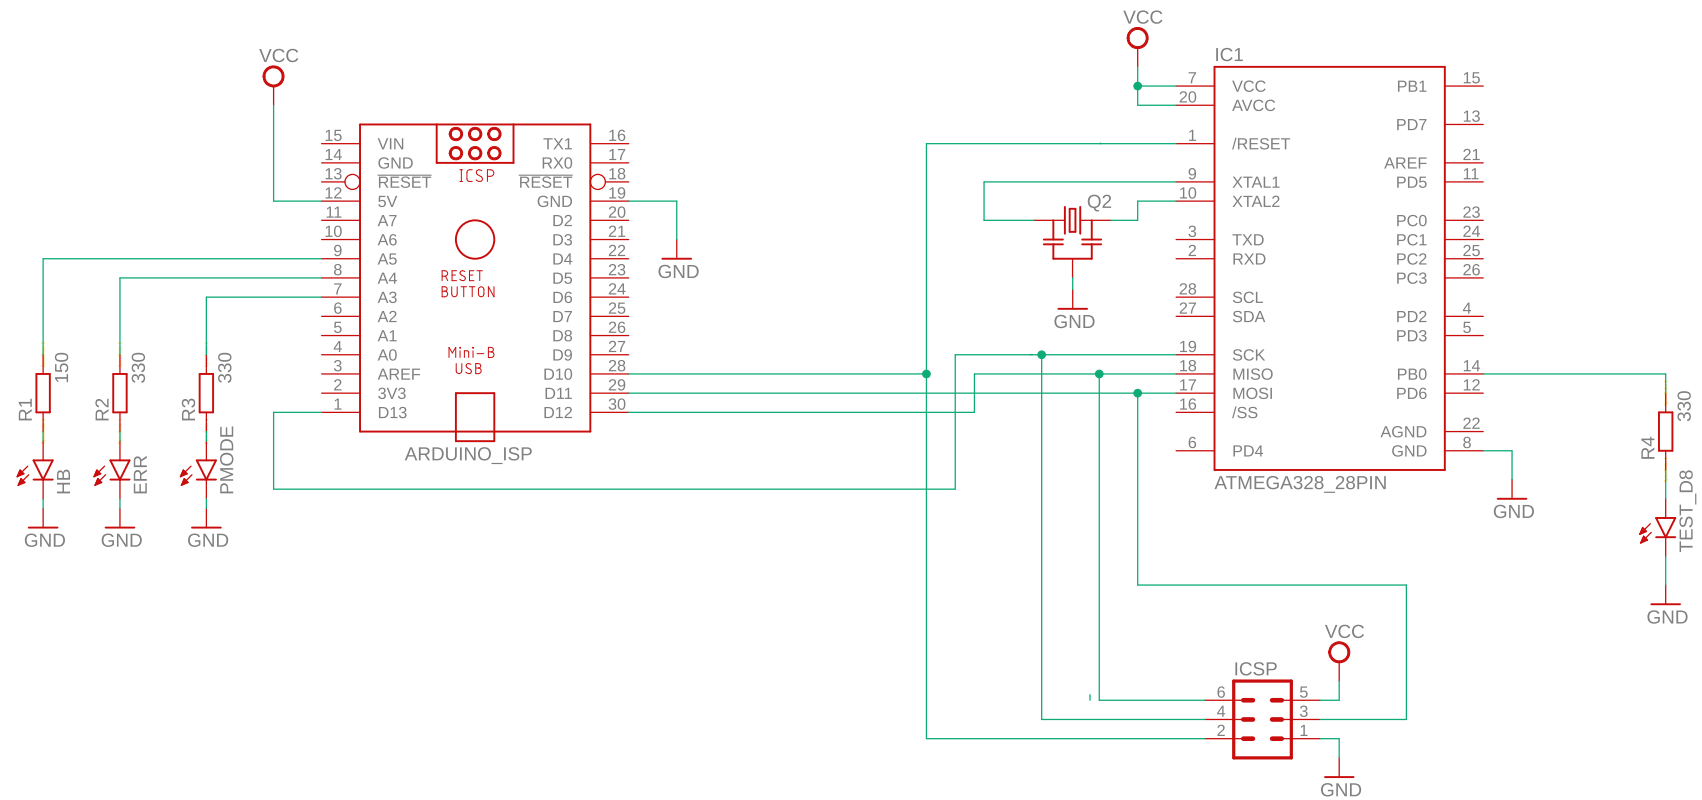 VCC
15 VIN TX1 16
14 GND RX0 17
13 RESET RESET 18
12 5V GND 19
11 A7 D2 20
10 A6 D3 21
9 A5 D4 22
8 A4 D5 23
7 A3 D6 24
6 A2 D7 25
5 A1 D8 26
4 A0 D9 27
3 AREF D10 28
2 3V3 D11 29
1 D13 D12 30
ICSP
RESET
BUTTON
Mini-B
USB
ARDUINO_ISP
GND
R1
150
HB
GND
R2
330
ERR
GND
R3
330
PMODE
GND
VCC
IC1
7 VCC PB1 15
20 AVCC
PD7 13
1 /RESET
AREF 21
9 XTAL1 PD5 11
10 XTAL2
PC0 23
3 TXD PC1 24
2 RXD PC2 25
PC3 26
28 SCL
27 SDA PD2 4
PD3 5
19 SCK
18 MISO PB0 14
17 MOSI PD6 12
16 /SS
AGND 22
6 PD4 GND 8
ATMEGA328_28PIN
Q2
GND
GND
R4
330
TEST_D8
GND
VCC
ICSP
6 5
4 3
2 1
GND